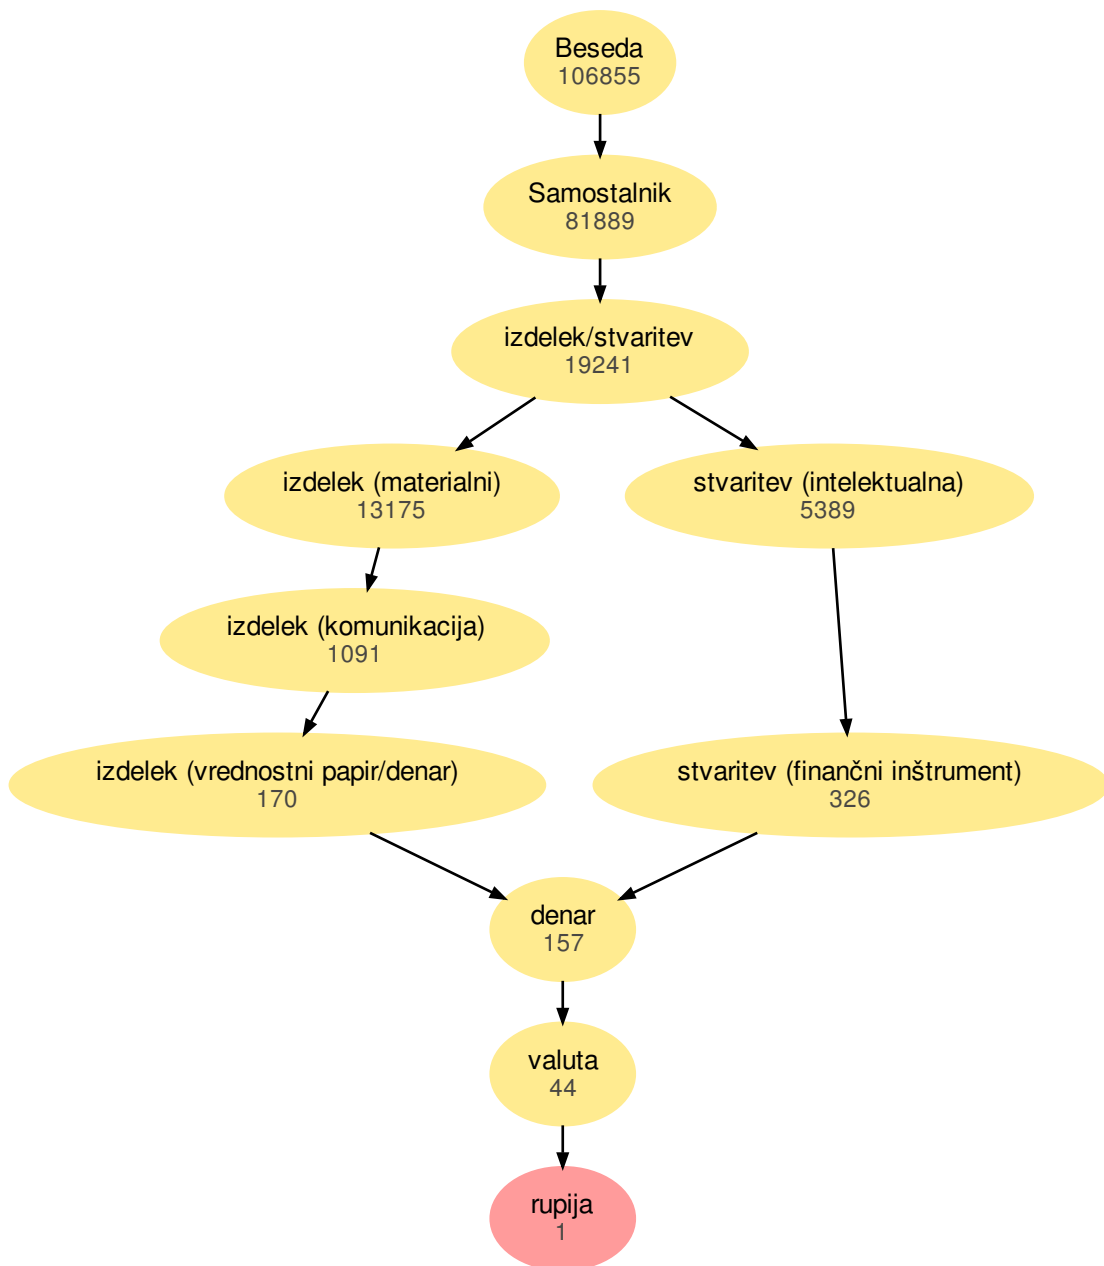 Beseda
106855
Samostalnik
81889
izdelek/stvaritev
19241
izdelek (materialni)
13175
stvaritev (intelektualna)
5389
izdelek (komunikacija)
1091
izdelek (vrednostni papir/denar)
170
stvaritev (finančni inštrument)
326
denar
157
valuta
44
rupija
1